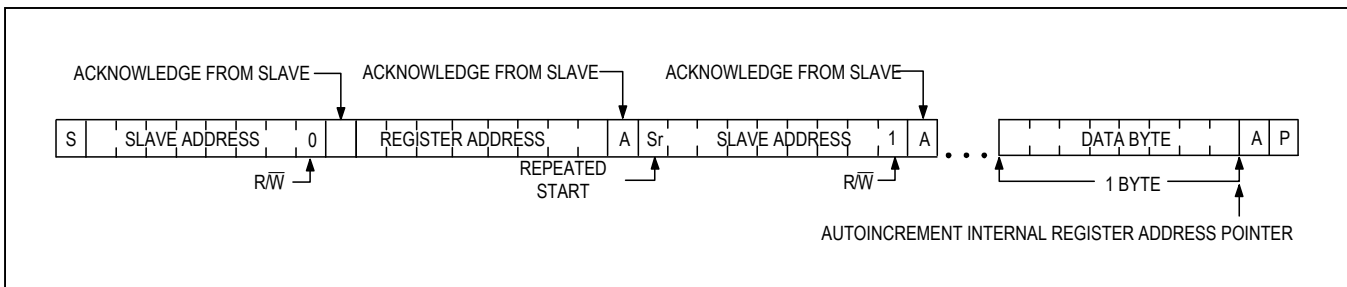 ACKNOWLEDGE FROM SLAVE ACKNOWLEDGE FROM SLAVE ACKNOWLEDGE FROM SLAVE
S SLAVE ADDRESS 0 REGISTER ADDRESS A Sr SLAVE ADDRESS 1 A ... DATA BYTE A P
R/W̅ REPEATED R/W̅ 1 BYTE
START
AUTOINCREMENT INTERNAL REGISTER ADDRESS POINTER